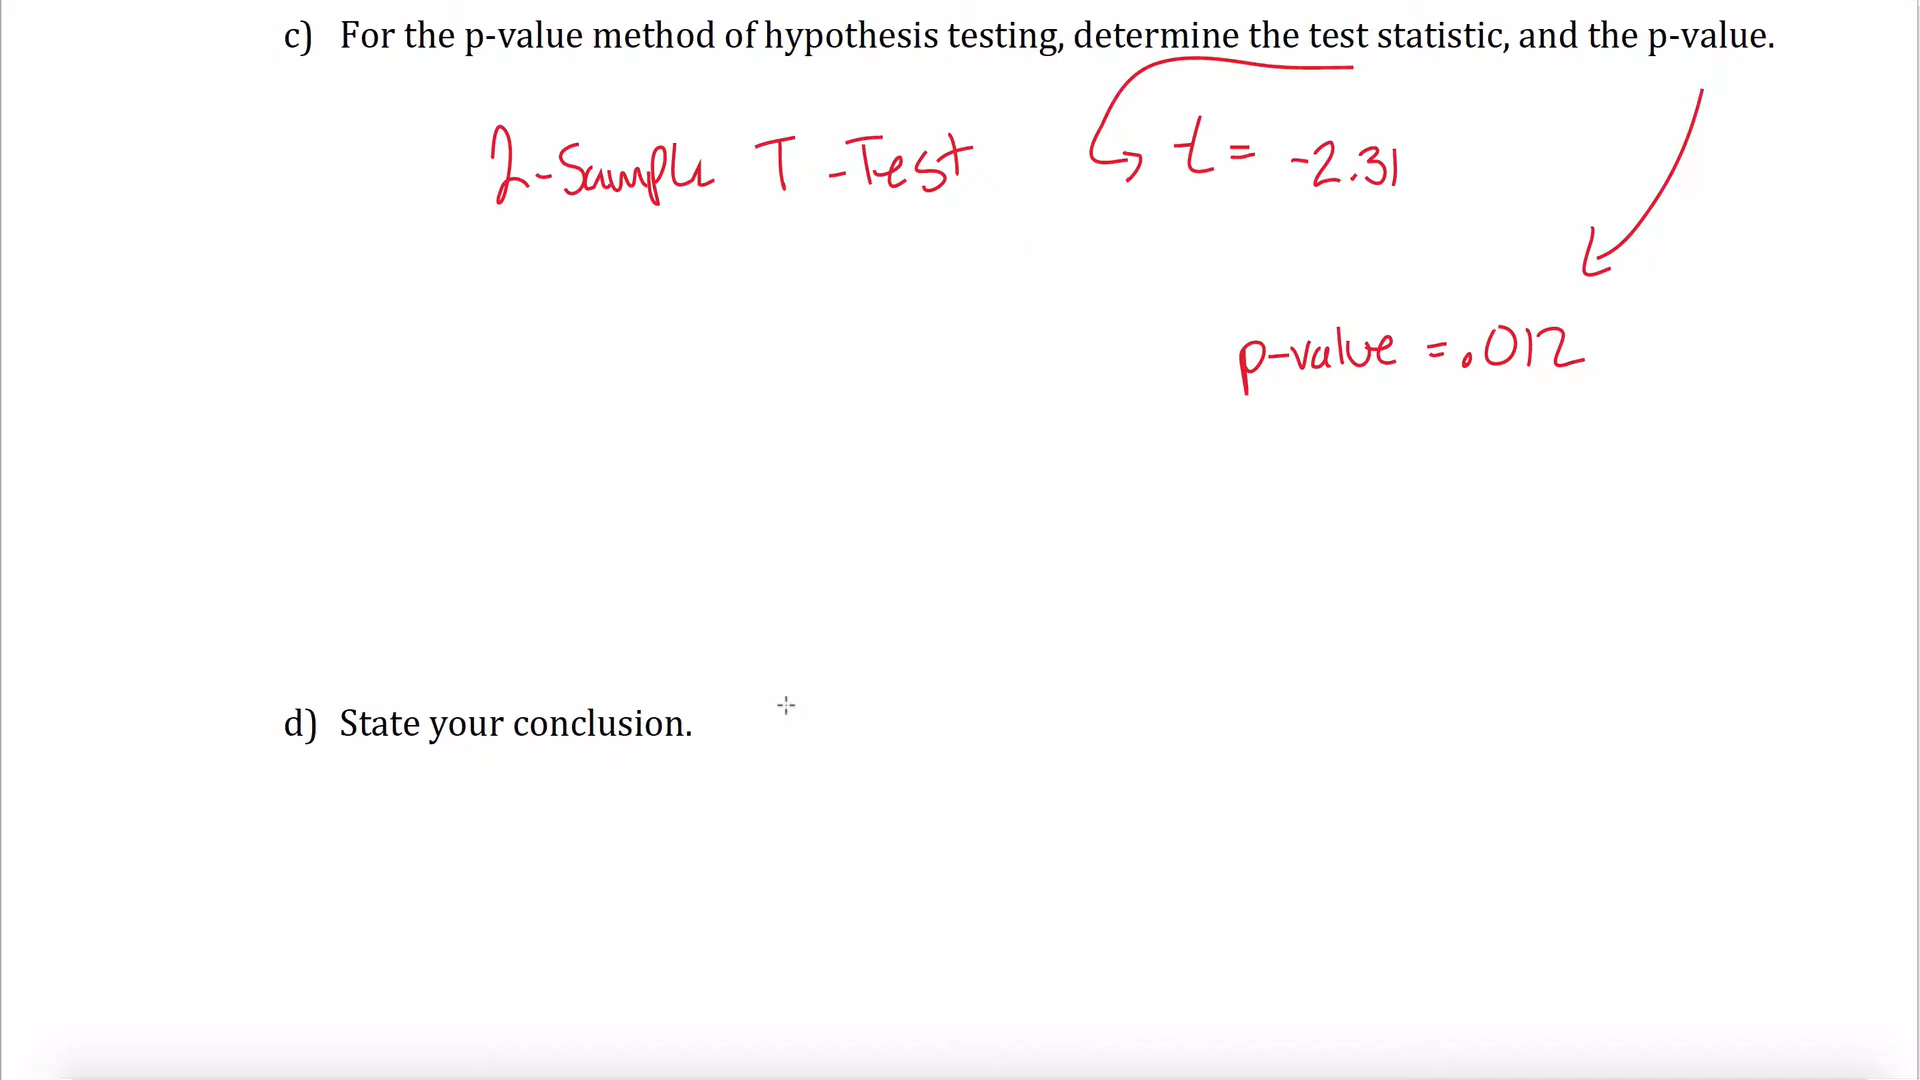 c) For the p-value method of hypothesis testing, determine the test statistic, and the p-value.
2-Sample T-Test t = -2.31
p-value = .012
d) State your conclusion.